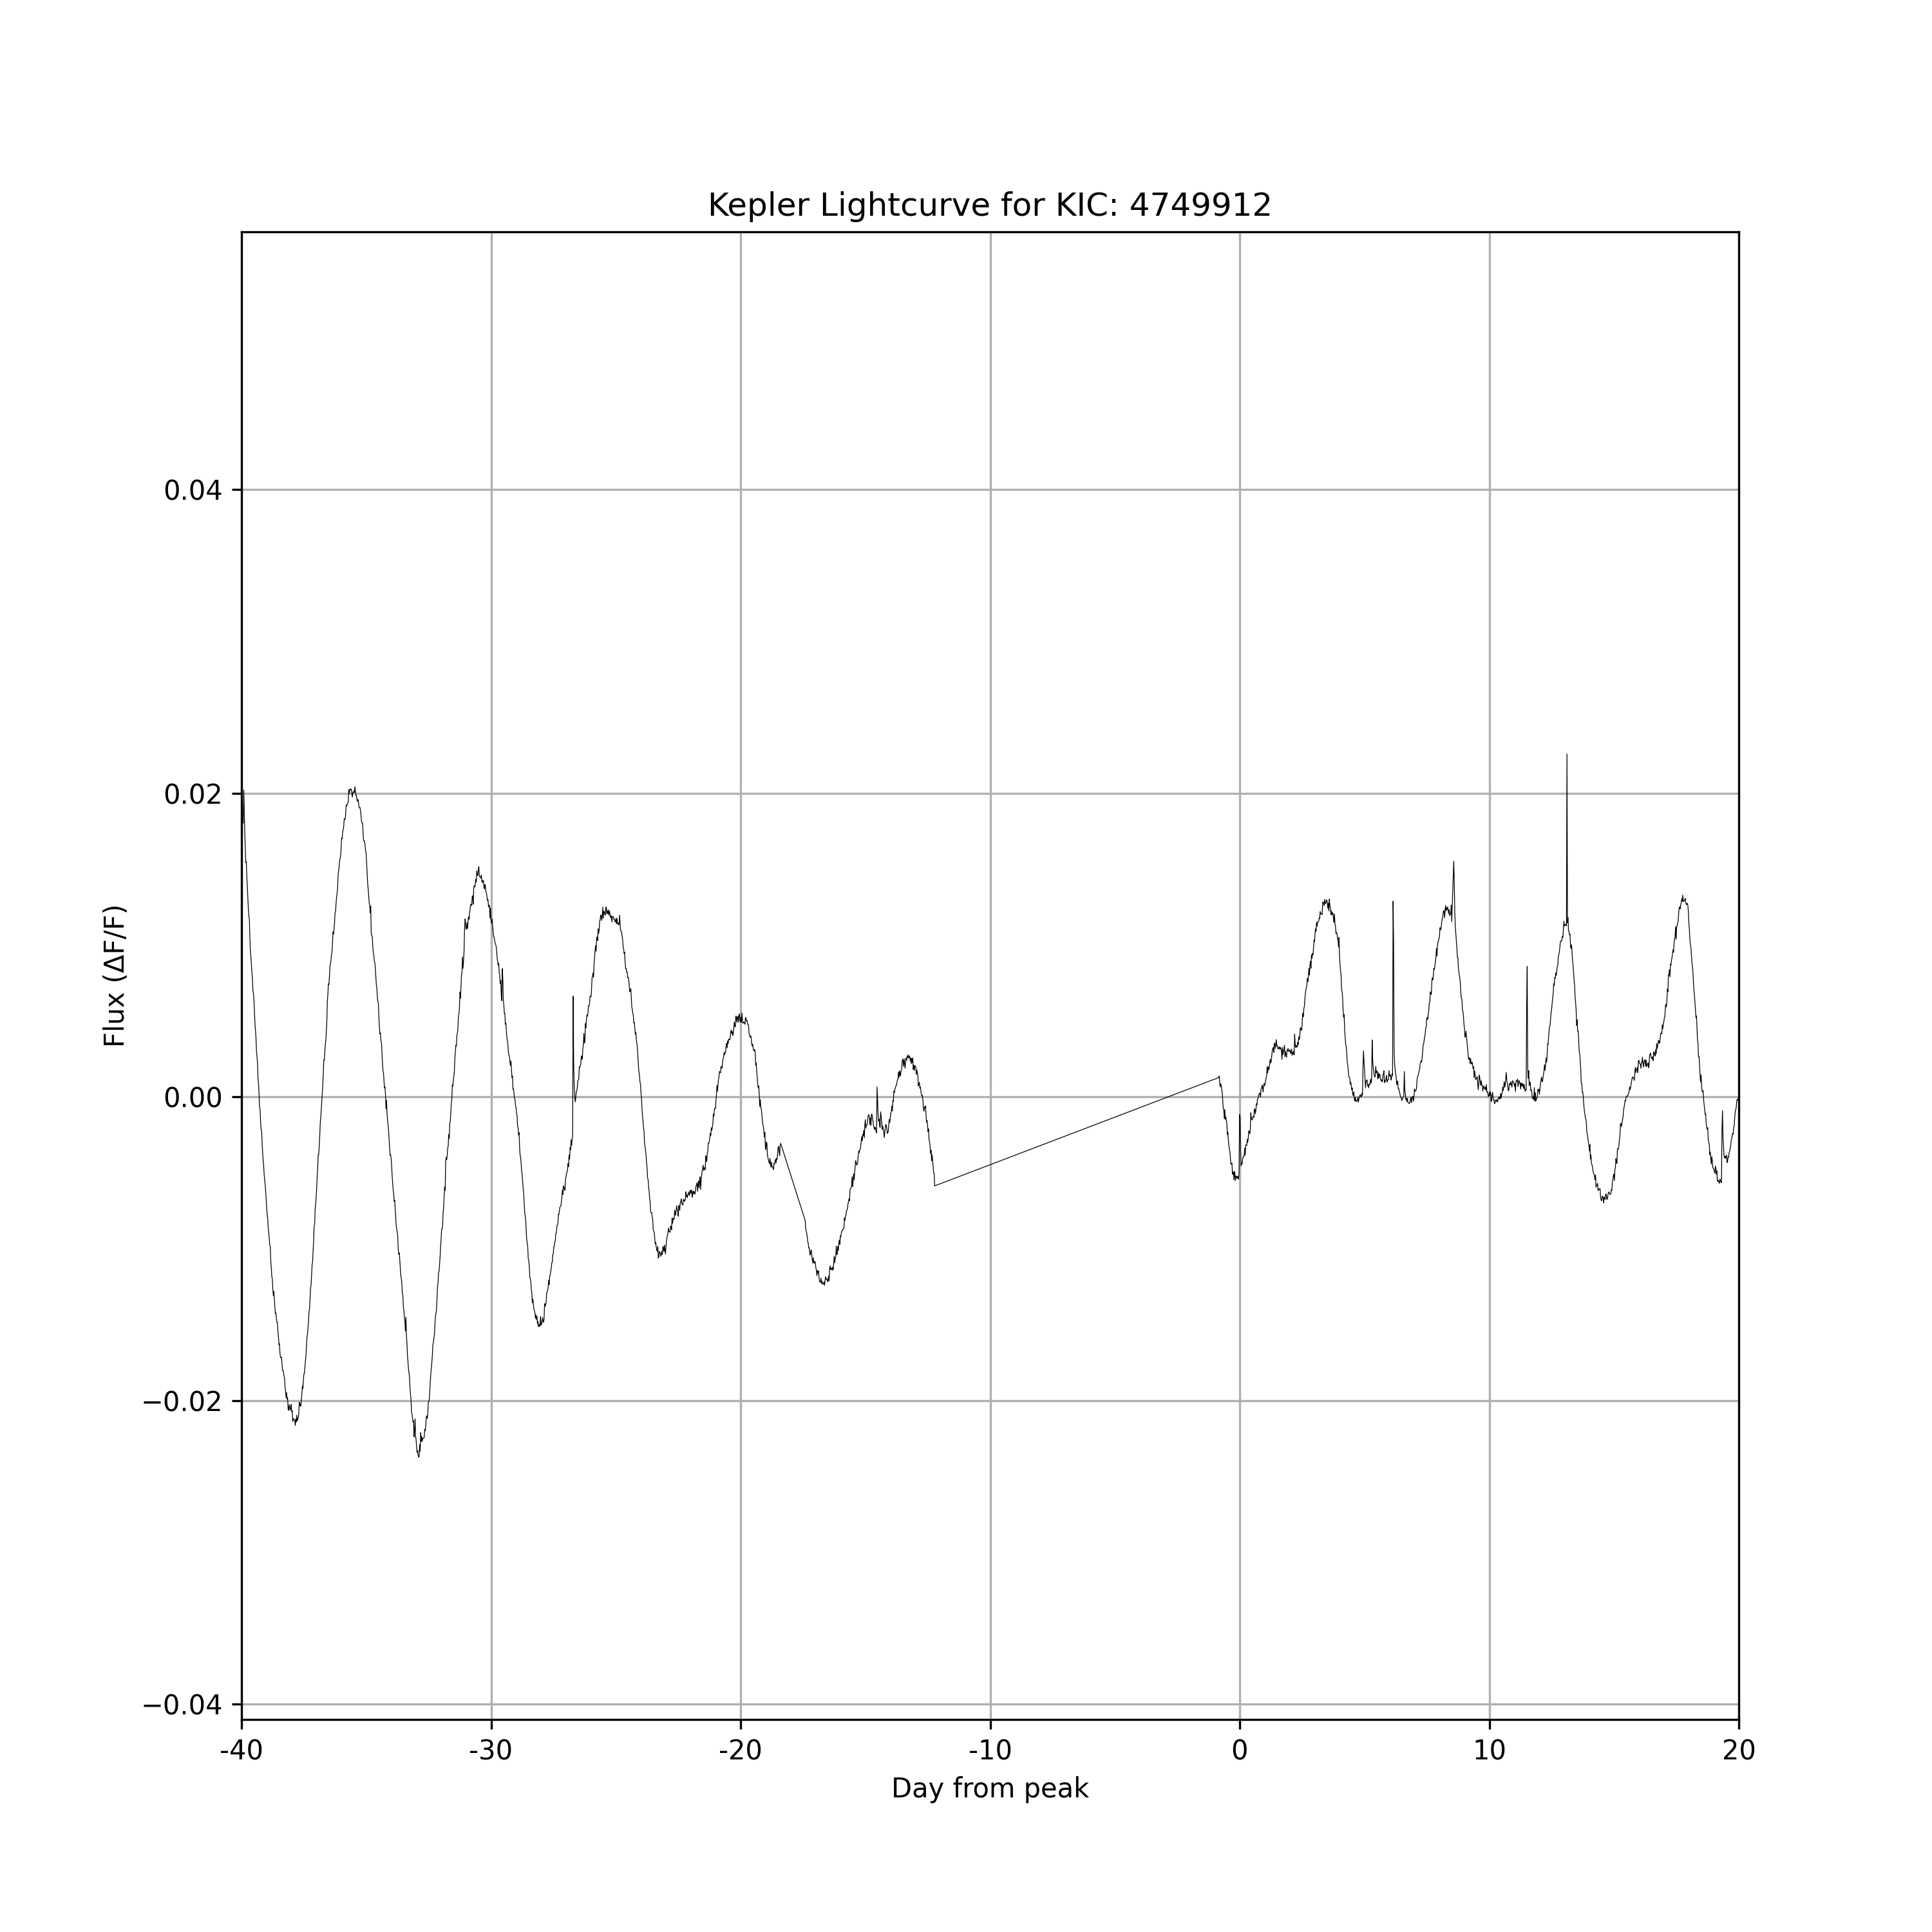 Kepler Lightcurve for KIC: 4749912
Flux (ΔF/F)
0.04
0.02
0.00
−0.02
−0.04
-40 -30 -20 -10 0 10 20
Day from peak